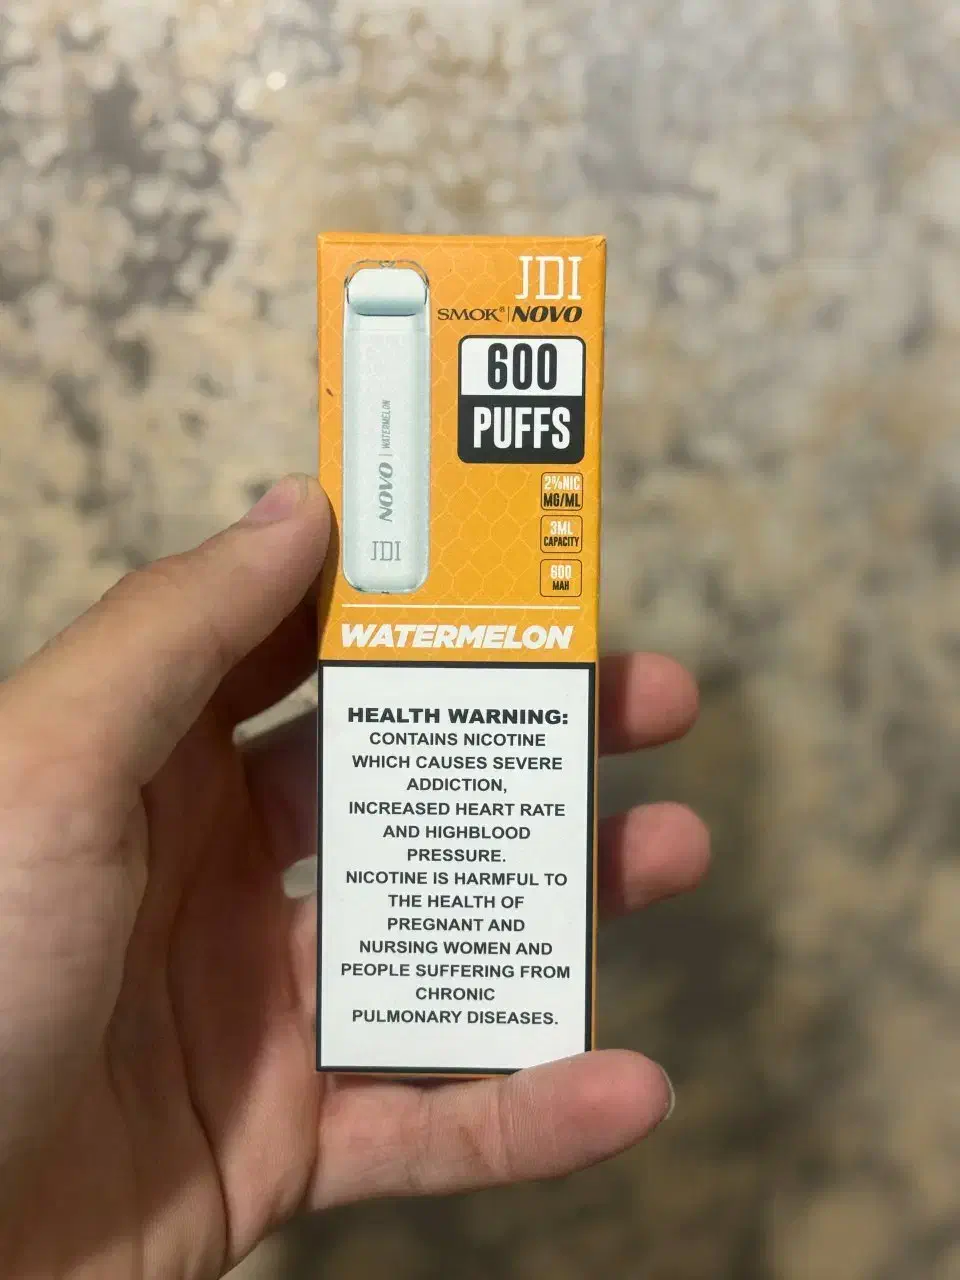 JDI
SMOK® | NOVO
600
PUFFS
2%NIC
MG/ML
3ML
CAPACITY
600
MAH
NOVO | WATERMELON
JDI
WATERMELON
HEALTH WARNING:
CONTAINS NICOTINE
WHICH CAUSES SEVERE
ADDICTION,
INCREASED HEART RATE
AND HIGHBLOOD
PRESSURE.
NICOTINE IS HARMFUL TO
THE HEALTH OF
PREGNANT AND
NURSING WOMEN AND
PEOPLE SUFFERING FROM
CHRONIC
PULMONARY DISEASES.